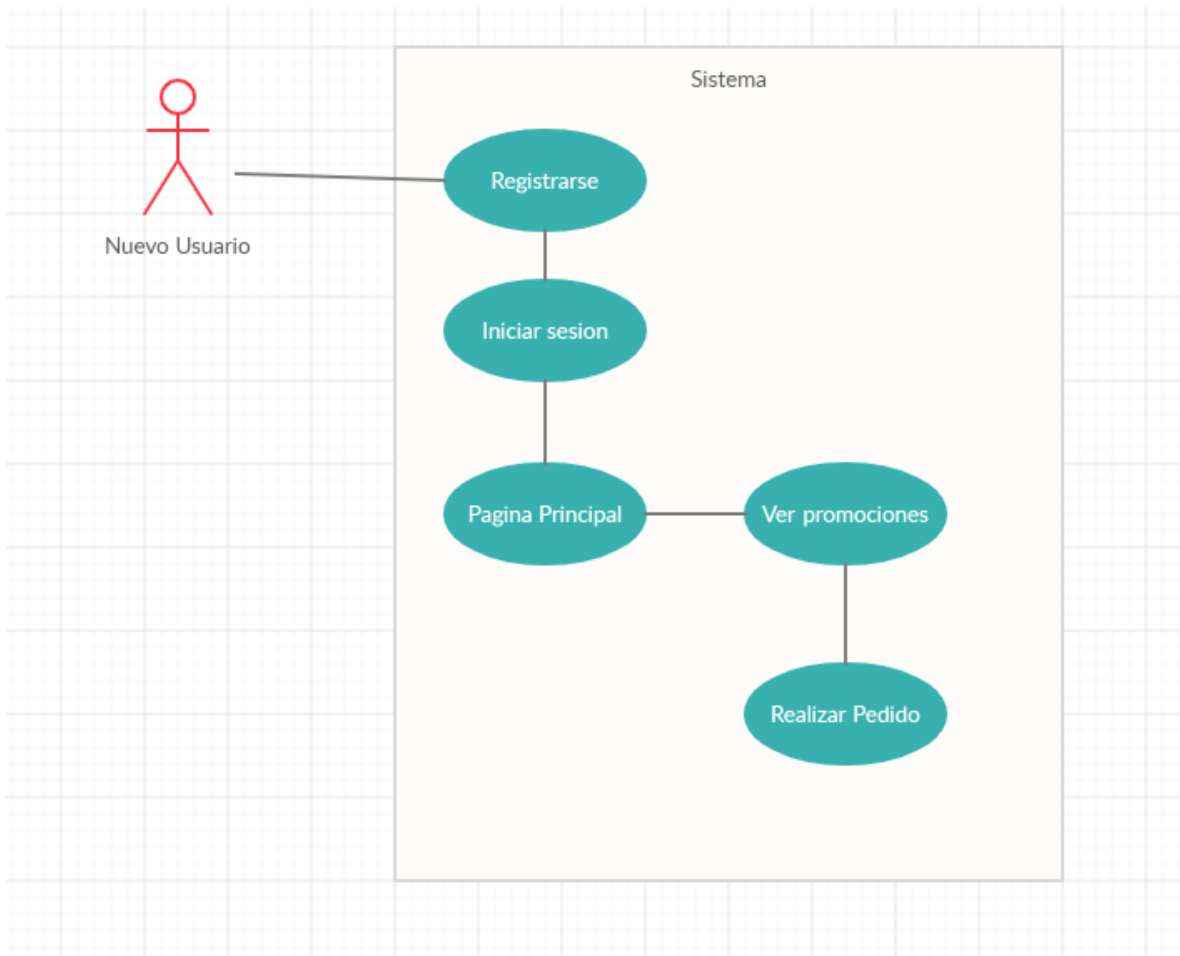 Sistema
Registrarse
Nuevo Usuario
Iniciar sesion
Pagina Principal
Ver promociones
Realizar Pedido